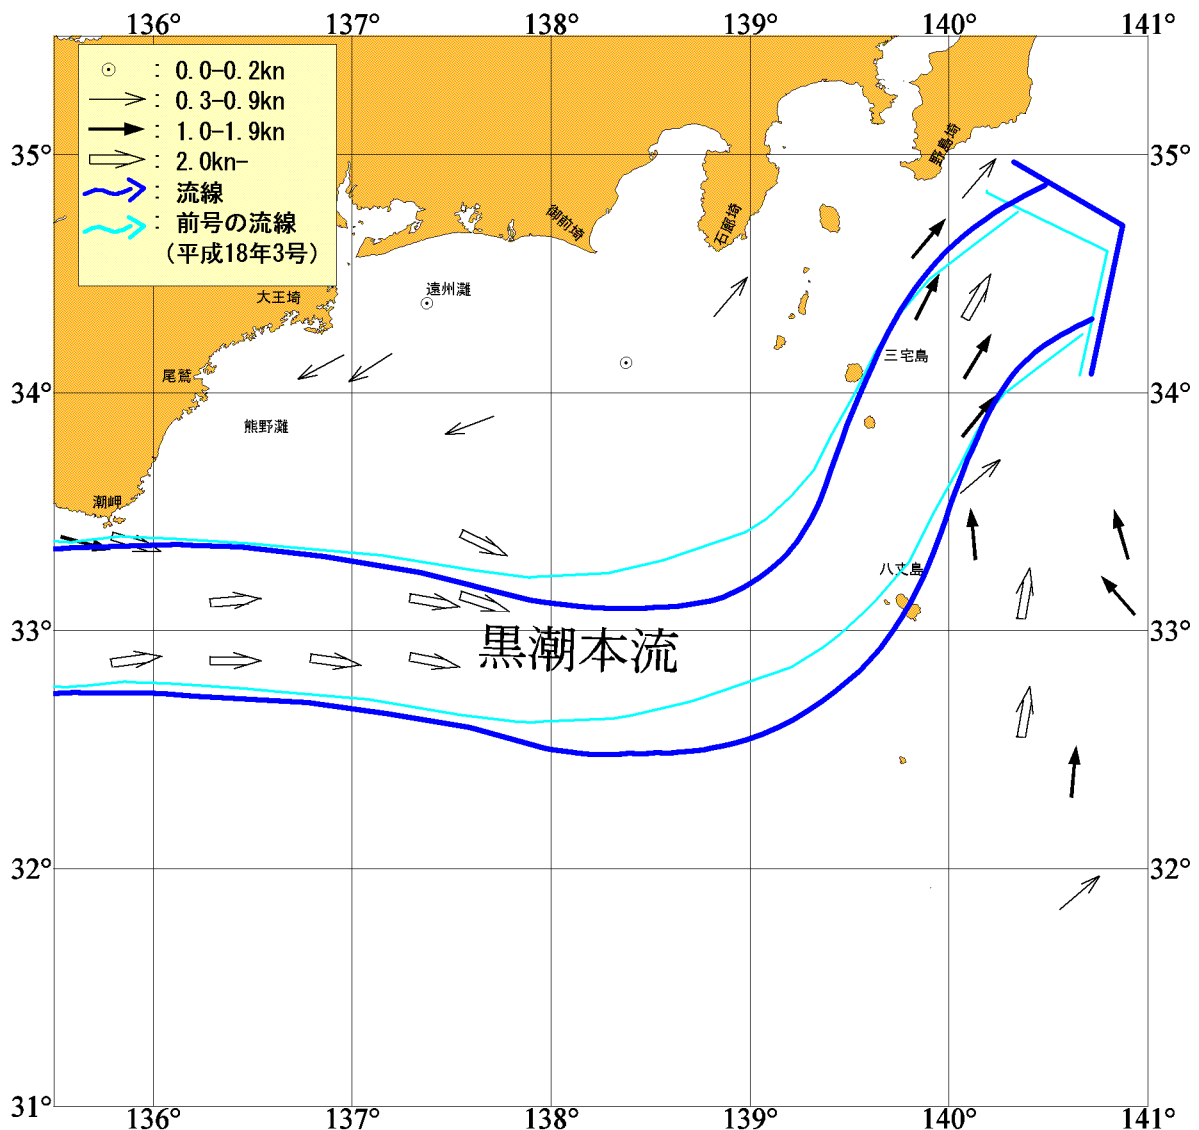 136° 137° 138° 139° 140° 141°
: 0.0-0.2kn
: 0.3-0.9kn
: 1.0-1.9kn
: 2.0kn-
: 流線
: 前号の流線
(平成18年3号)
35° 35°
野島埼
石廊埼
御前埼
遠州灘
大王埼
三宅島
尾鷲
34° 34°
熊野灘
潮岬
八丈島
33° 33°
黒潮本流
32° 32°
31° 31°
136° 137° 138° 139° 140° 141°